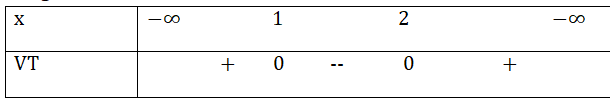 x −∞ 1 2 −∞
VT + 0 -- 0 +